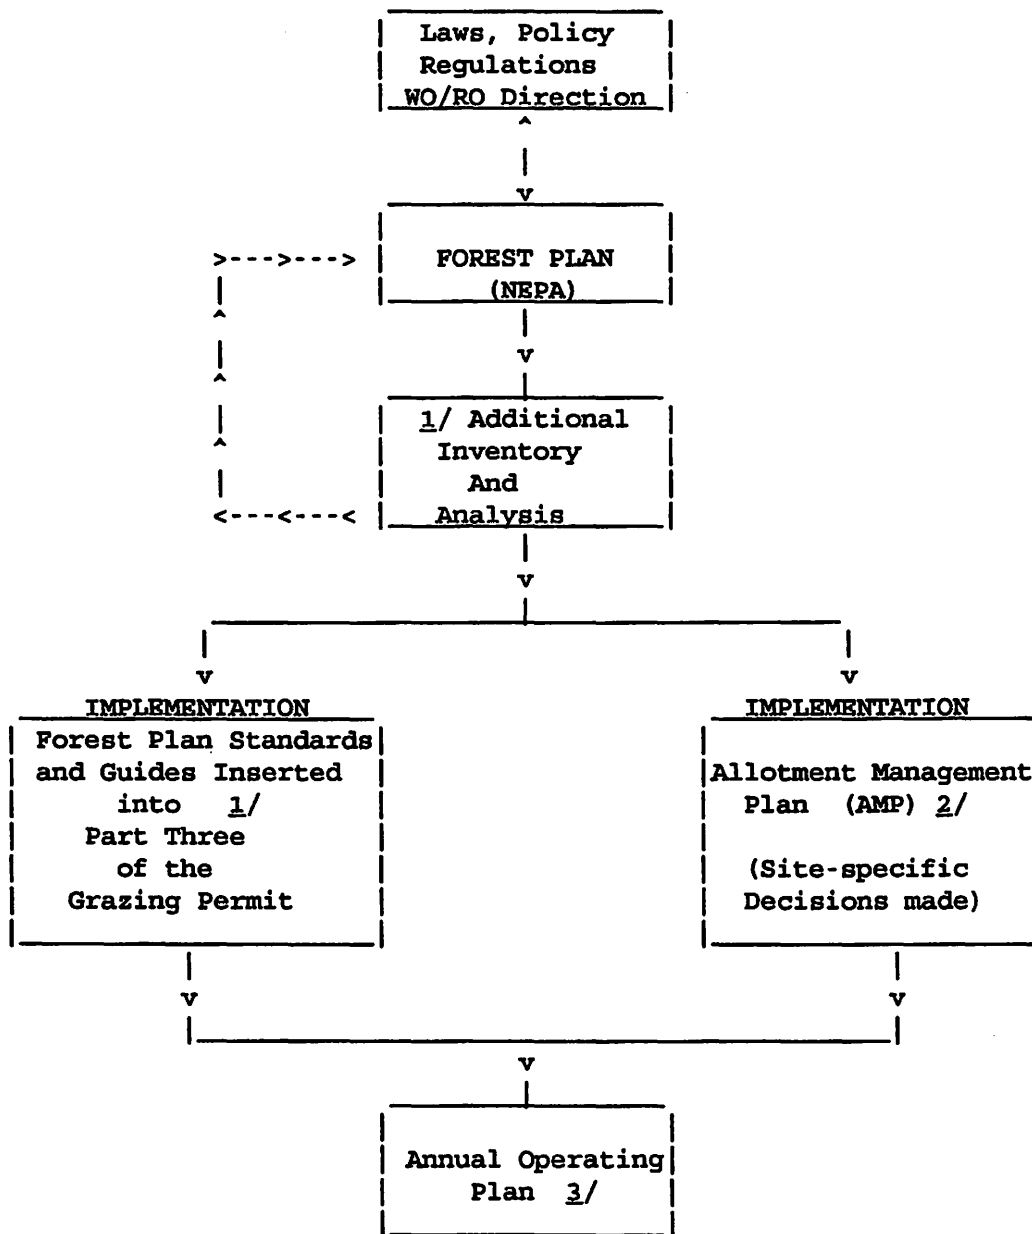 Laws, Policy
Regulations
WO/RO Direction
FOREST PLAN
(NEPA)
1/ Additional
Inventory
And
Analysis
IMPLEMENTATION
Forest Plan Standards
and Guides Inserted
into 1/
Part Three
of the
Grazing Permit
IMPLEMENTATION
Allotment Management
Plan (AMP) 2/
(Site-specific
Decisions made)
Annual Operating
Plan 3/